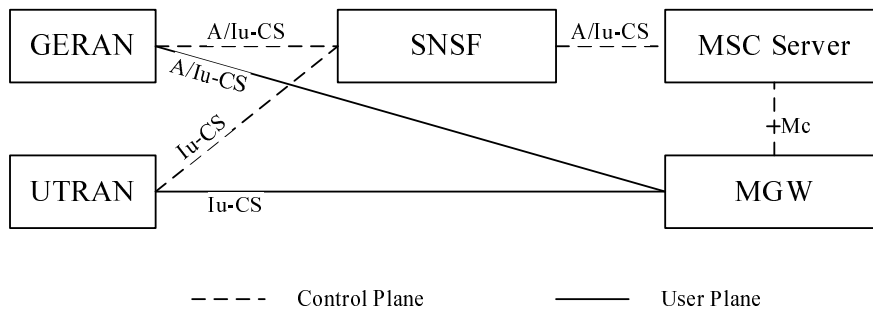 GERAN
A/Iu-CS
SNSF
A/Iu-CS
MSC Server
A/Iu-CS
Iu-CS
Mc
UTRAN
Iu-CS
MGW
Control Plane
User Plane